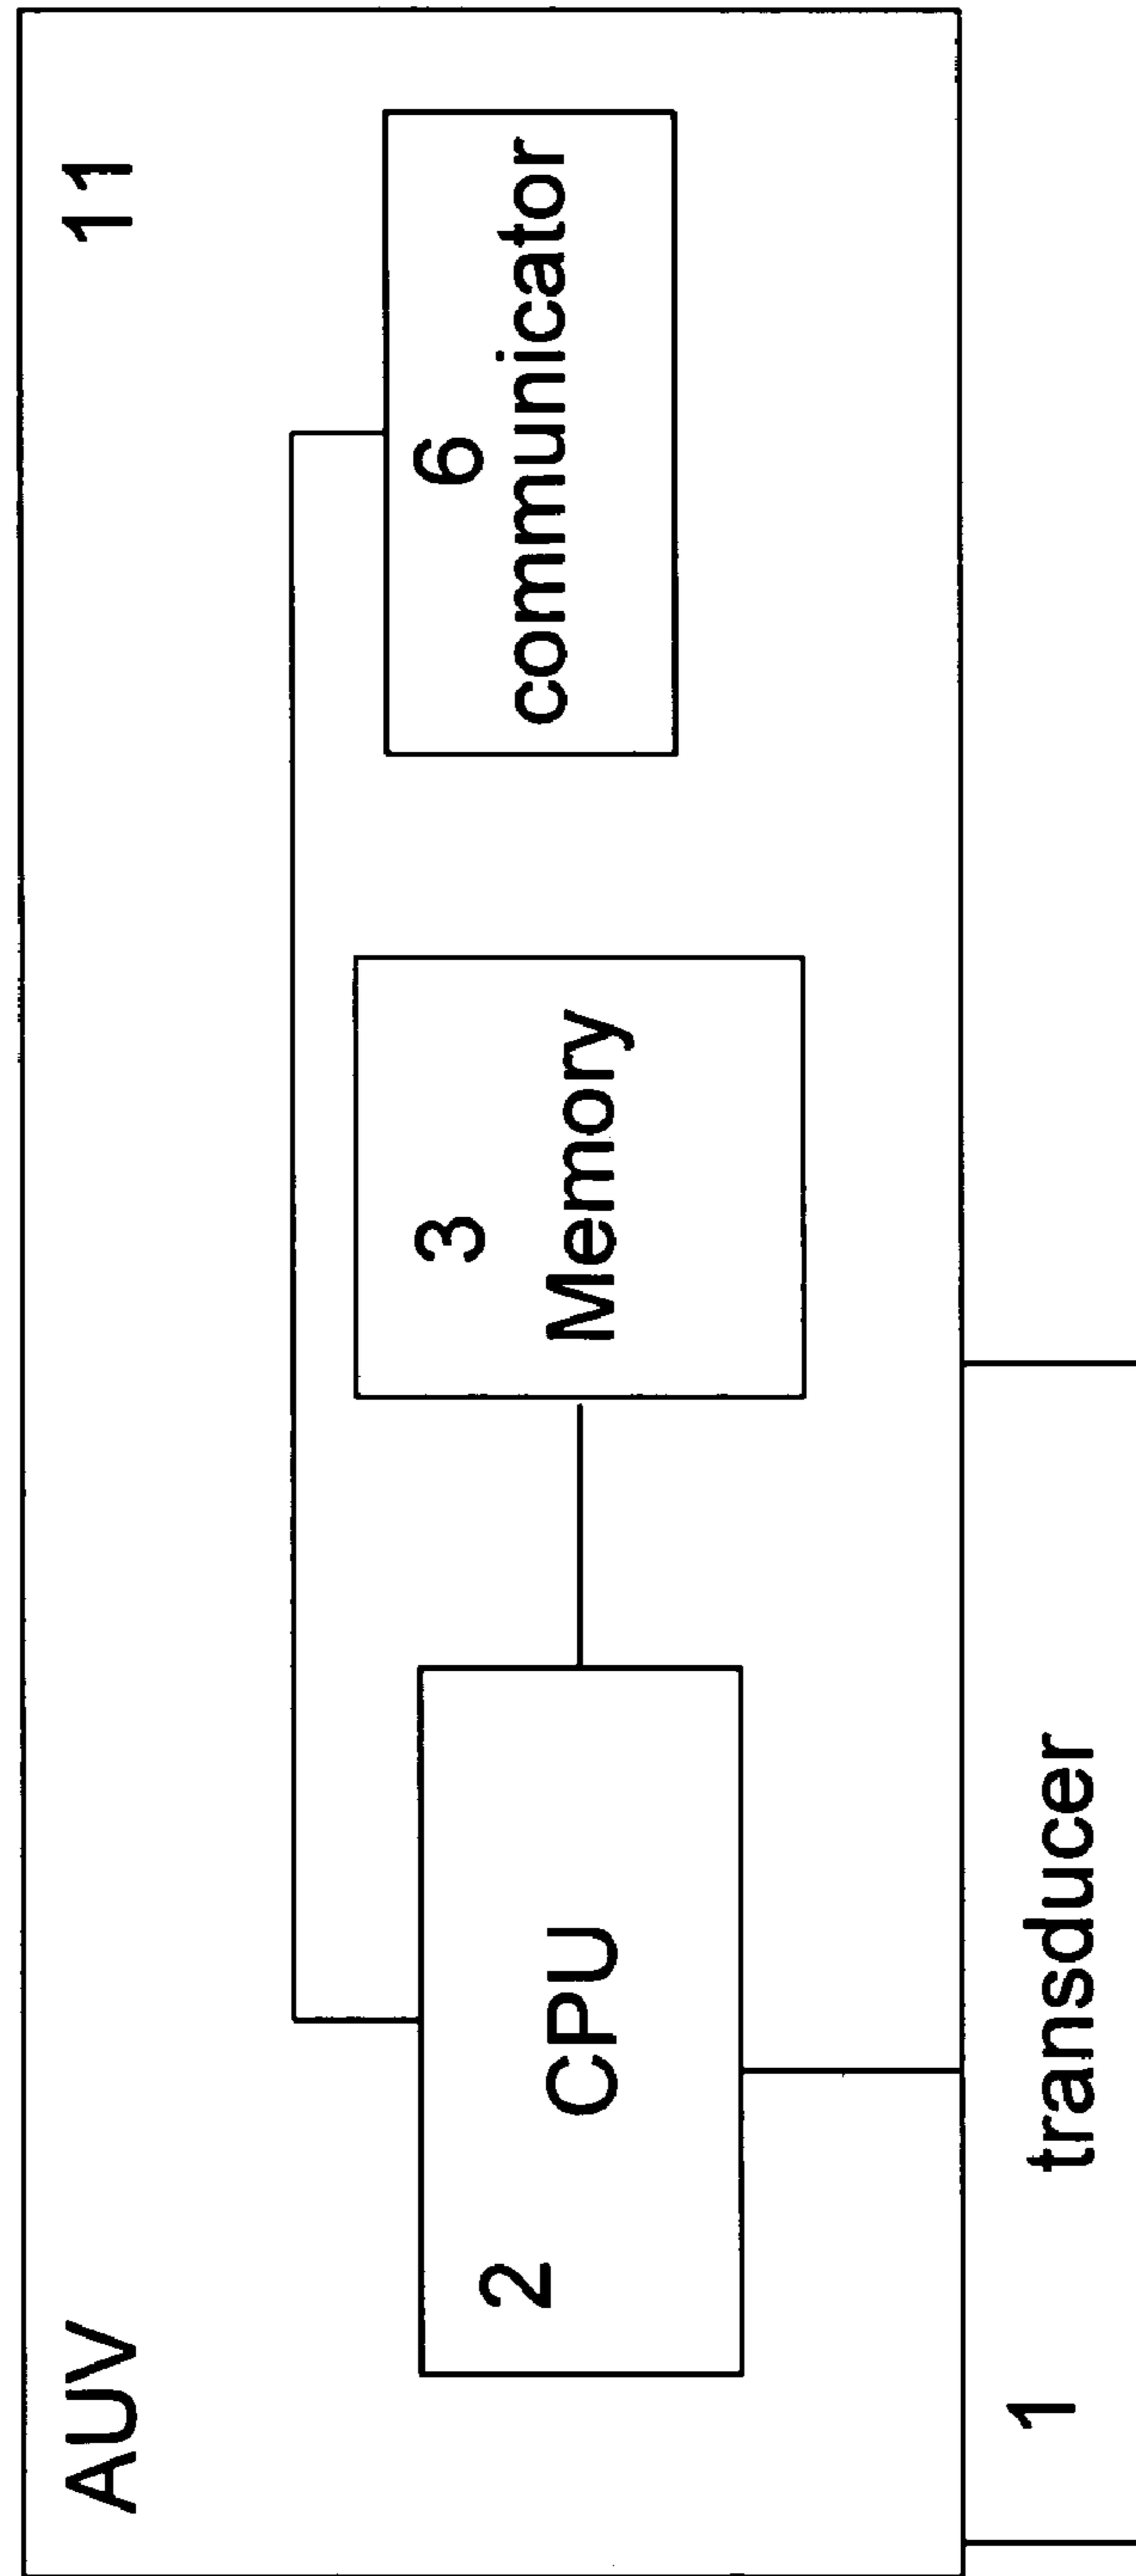 AUV
11
2
CPU
3
Memory
6
communicator
1
transducer